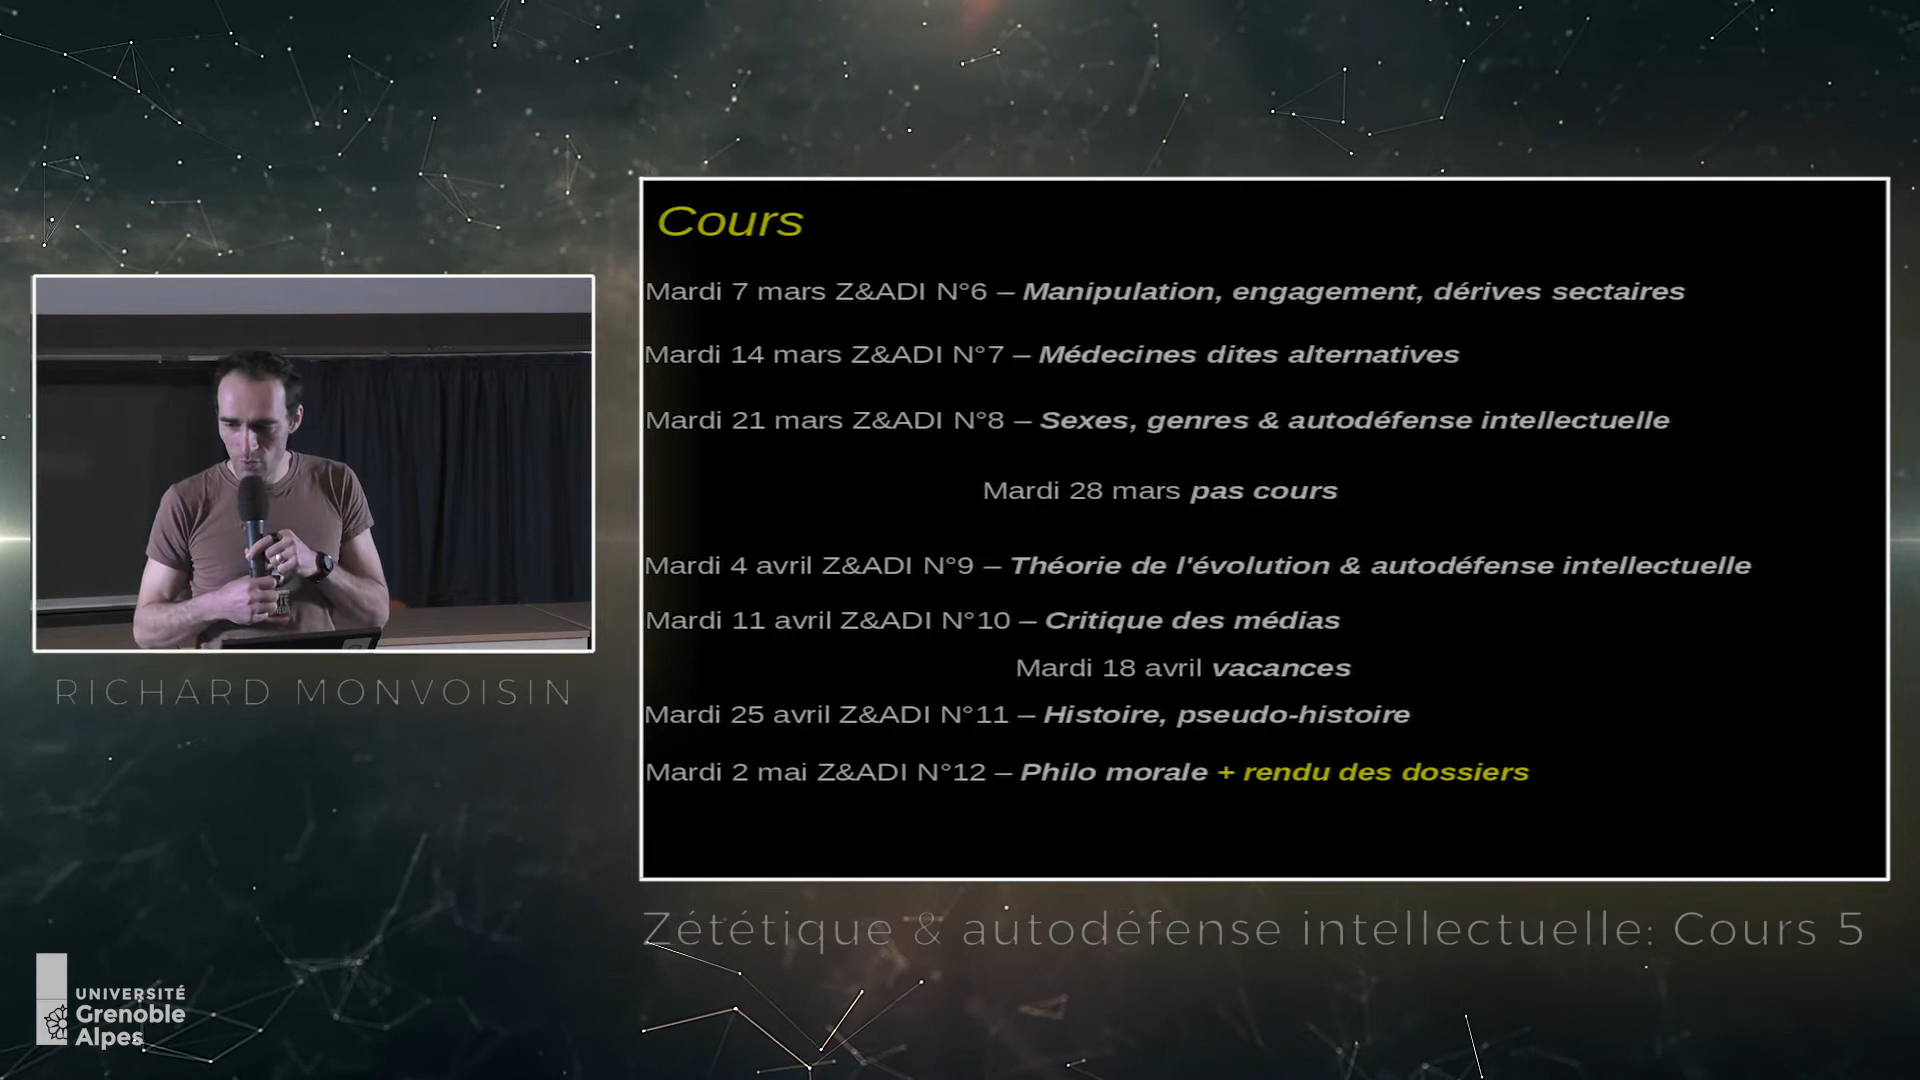 Cours
Mardi 7 mars Z&ADI N°6 – Manipulation, engagement, dérives sectaires
Mardi 14 mars Z&ADI N°7 – Médecines dites alternatives
Mardi 21 mars Z&ADI N°8 – Sexes, genres & autodéfense intellectuelle
Mardi 28 mars pas cours
Mardi 4 avril Z&ADI N°9 – Théorie de l'évolution & autodéfense intellectuelle
Mardi 11 avril Z&ADI N°10 – Critique des médias
Mardi 18 avril vacances
Mardi 25 avril Z&ADI N°11 – Histoire, pseudo-histoire
Mardi 2 mai Z&ADI N°12 – Philo morale + rendu des dossiers
RICHARD MONVOISIN
Zététique & autodéfense intellectuelle: Cours 5
UNIVERSITÉ
Grenoble
Alpes